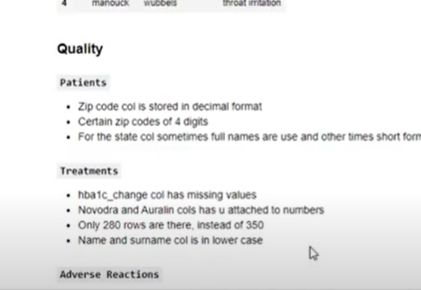 4 manouck wubbels throat irritation
Quality
Patients
• Zip code col is stored in decimal format
• Certain zip codes of 4 digits
• For the state col sometimes full names are use and other times short form
Treatments
• hba1c_change col has missing values
• Novodra and Auralin cols has u attached to numbers
• Only 280 rows are there, instead of 350
• Name and surname col is in lower case
Adverse Reactions